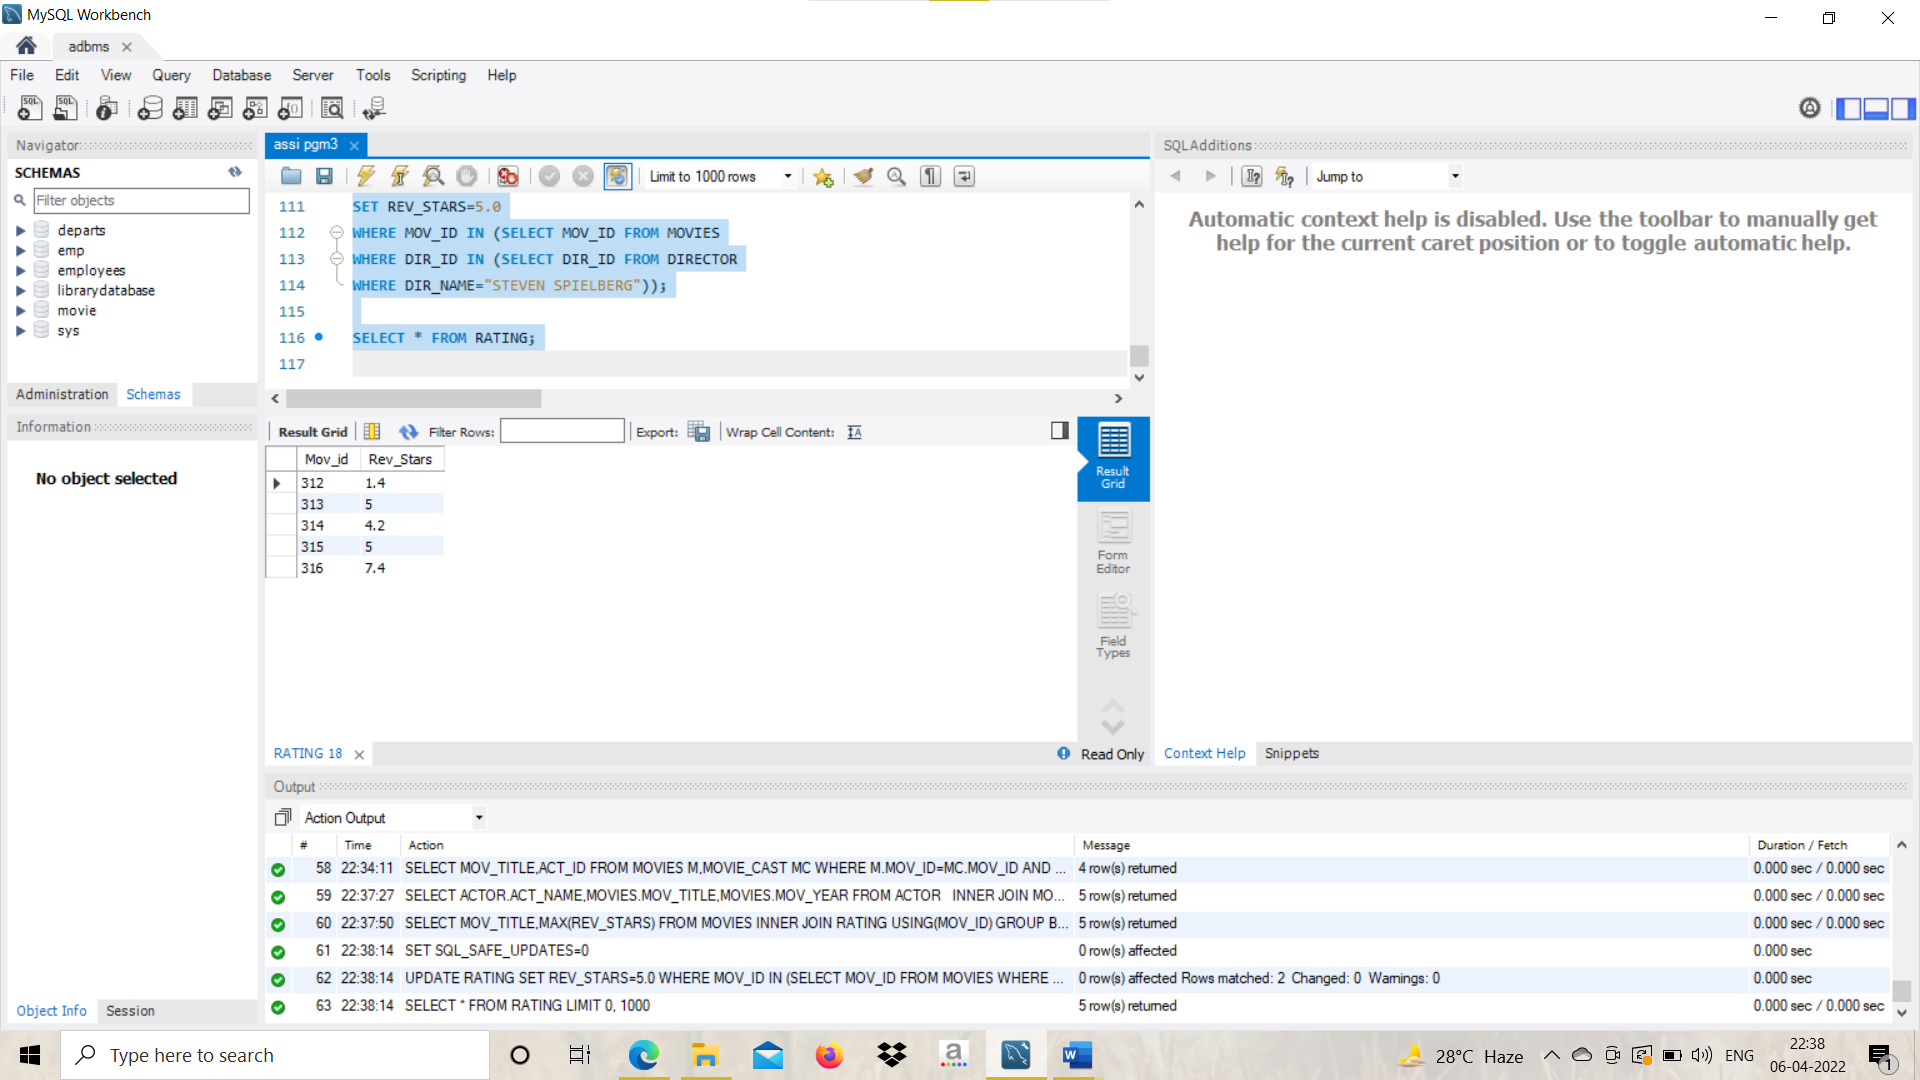 MySQL Workbench
adbms
File Edit View Query Database Server Tools Scripting Help
Navigator
SCHEMAS
Filter objects
departs
emp
employees
librarydatabase
movie
sys
Administration Schemas
Information
No object selected
Object Info Session
assi pgm3
Limit to 1000 rows
111 SET REV_STARS=5.0
112 WHERE MOV_ID IN (SELECT MOV_ID FROM MOVIES
113 WHERE DIR_ID IN (SELECT DIR_ID FROM DIRECTOR
114 WHERE DIR_NAME="STEVEN SPIELBERG"));
115
116 SELECT * FROM RATING;
117
Result Grid Filter Rows: Export: Wrap Cell Content:
Mov_id Rev_Stars
312 1.4
313 5
314 4.2
315 5
316 7.4
Result
Grid
Form
Editor
Field
Types
RATING 18
Read Only
SQLAdditions
Jump to
Automatic context help is disabled. Use the toolbar to manually get
help for the current caret position or to toggle automatic help.
Context Help Snippets
Output
Action Output
# Time Action Message Duration / Fetch
58 22:34:11 SELECT MOV_TITLE,ACT_ID FROM MOVIES M,MOVIE_CAST MC WHERE M.MOV_ID=MC.MOV_ID AND ... 4 row(s) returned 0.000 sec / 0.000 sec
59 22:37:27 SELECT ACTOR.ACT_NAME,MOVIES.MOV_TITLE,MOVIES.MOV_YEAR FROM ACTOR INNER JOIN MO... 5 row(s) returned 0.000 sec / 0.000 sec
60 22:37:50 SELECT MOV_TITLE,MAX(REV_STARS) FROM MOVIES INNER JOIN RATING USING(MOV_ID) GROUP B... 5 row(s) returned 0.000 sec / 0.000 sec
61 22:38:14 SET SQL_SAFE_UPDATES=0 0 row(s) affected 0.000 sec
62 22:38:14 UPDATE RATING SET REV_STARS=5.0 WHERE MOV_ID IN (SELECT MOV_ID FROM MOVIES WHERE ... 0 row(s) affected Rows matched: 2 Changed: 0 Warnings: 0 0.000 sec
63 22:38:14 SELECT * FROM RATING LIMIT 0, 1000 5 row(s) returned 0.000 sec / 0.000 sec
Type here to search
28°C Haze
ENG
22:38
06-04-2022
1